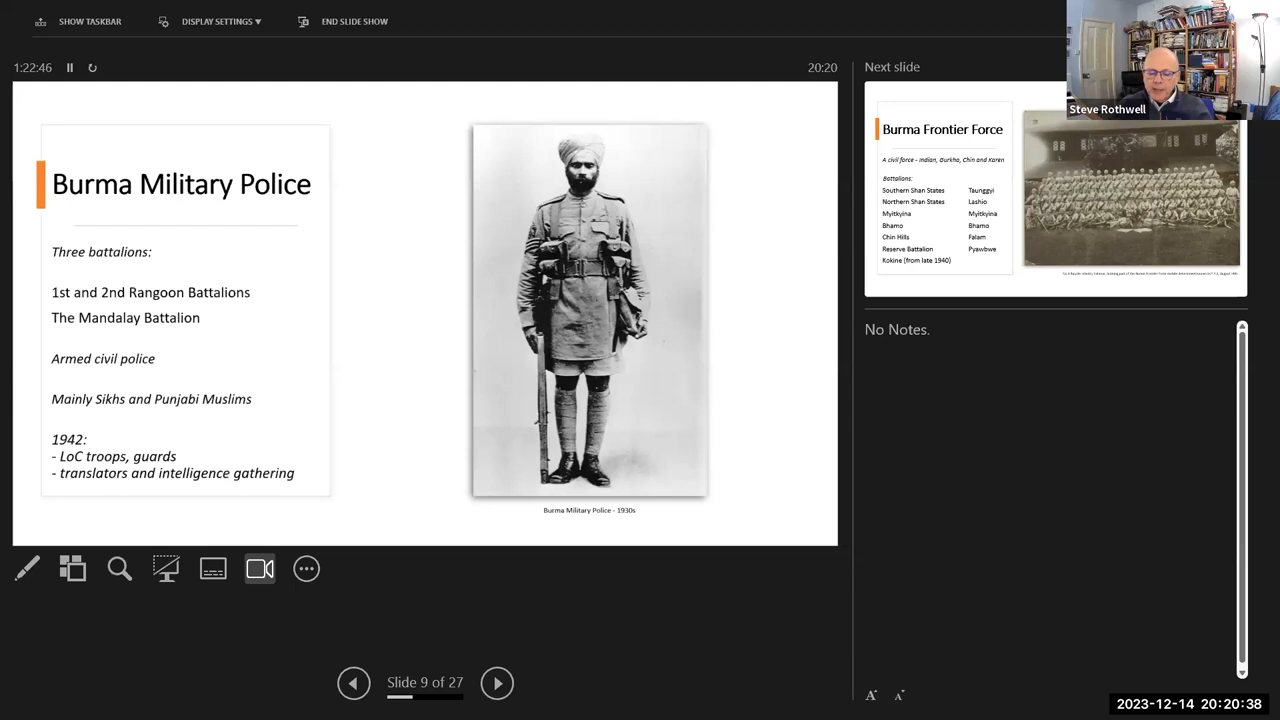 SHOW TASKBAR
DISPLAY SETTINGS ▼
END SLIDE SHOW
1:22:46
20:20
Next slide
Steve Rothwell
Burma Military Police
Three battalions:
1st and 2nd Rangoon Battalions
The Mandalay Battalion
Armed civil police
Mainly Sikhs and Punjabi Muslims
1942:
- LoC troops, guards
- translators and intelligence gathering
Burma Military Police - 1930s
Burma Frontier Force
A civil force - Indian, Gurkha, Chin and Karen
Battalions:
Southern Shan States Taunggyi
Northern Shan States Lashio
Myitkyina Myitkyina
Bhamo Bhamo
Chin Hills Falam
Reserve Battalion Pyawbwe
Kokine (from late 1940)
No Notes.
Slide 9 of 27
A A
2023-12-14 20:20:38